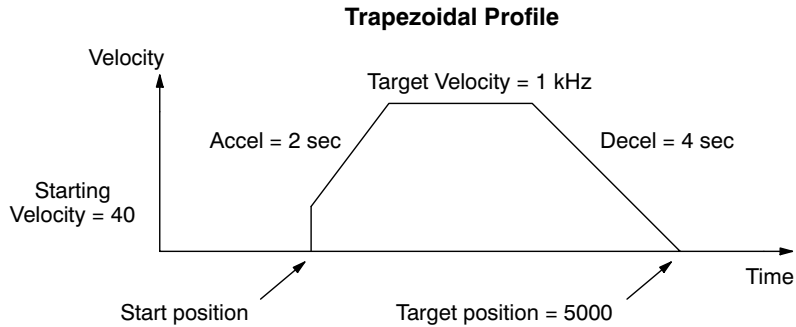 Trapezoidal Profile
Velocity
Target Velocity = 1 kHz
Accel = 2 sec
Decel = 4 sec
Starting
Velocity = 40
Time
Start position
Target position = 5000